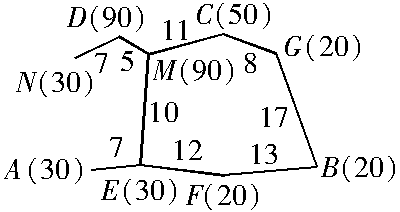 D(90)
11
C(50)
7
5
M(90)
8
G(20)
N(30)
10
17
7
12
13
A(30)
B(20)
E(30)
F(20)